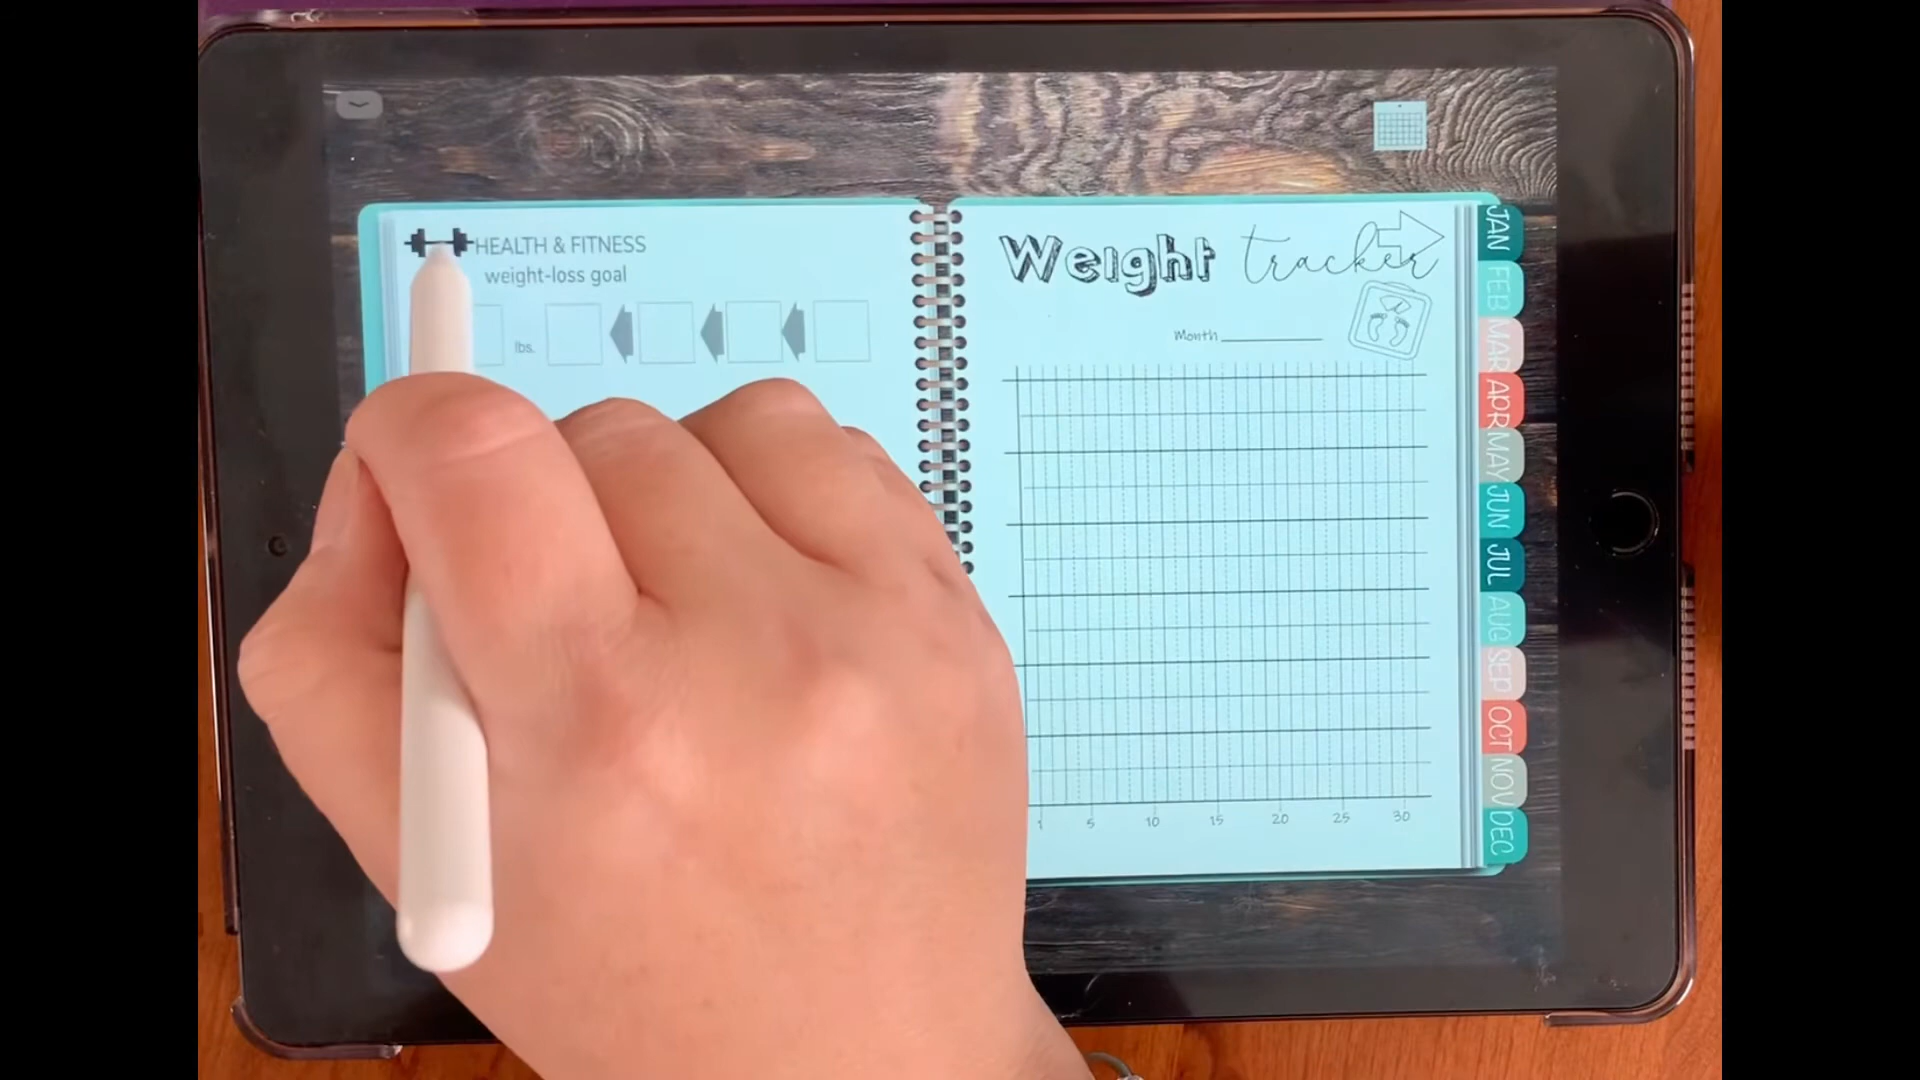 HEALTH & FITNESS
weight-loss goal
lbs.
Weight tracker
Month
1 5 10 15 20 25 30
JAN
FEB
MAR
APR
MAY
JUN
JUL
AUG
SEP
OCT
NOV
DEC